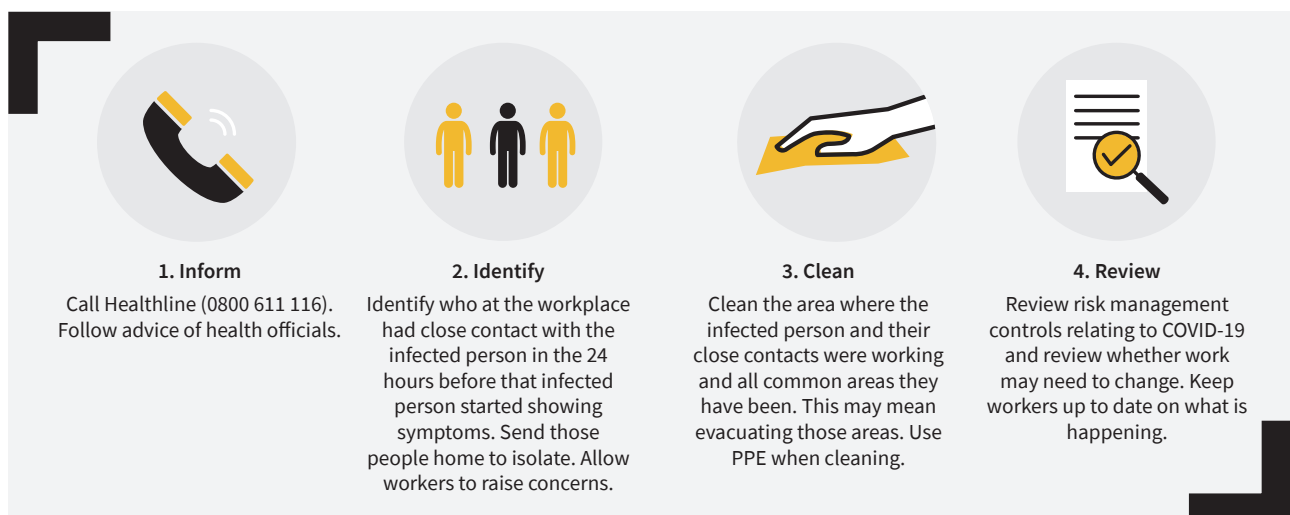 1. Inform
Call Healthline (0800 611 116).
Follow advice of health officials.
2. Identify
Identify who at the workplace
had close contact with the
infected person in the 24
hours before that infected
person started showing
symptoms. Send those
people home to isolate. Allow
workers to raise concerns.
3. Clean
Clean the area where the
infected person and their
close contacts were working
and all common areas they
have been. This may mean
evacuating those areas. Use
PPE when cleaning.
4. Review
Review risk management
controls relating to COVID-19
and review whether work
may need to change. Keep
workers up to date on what is
happening.